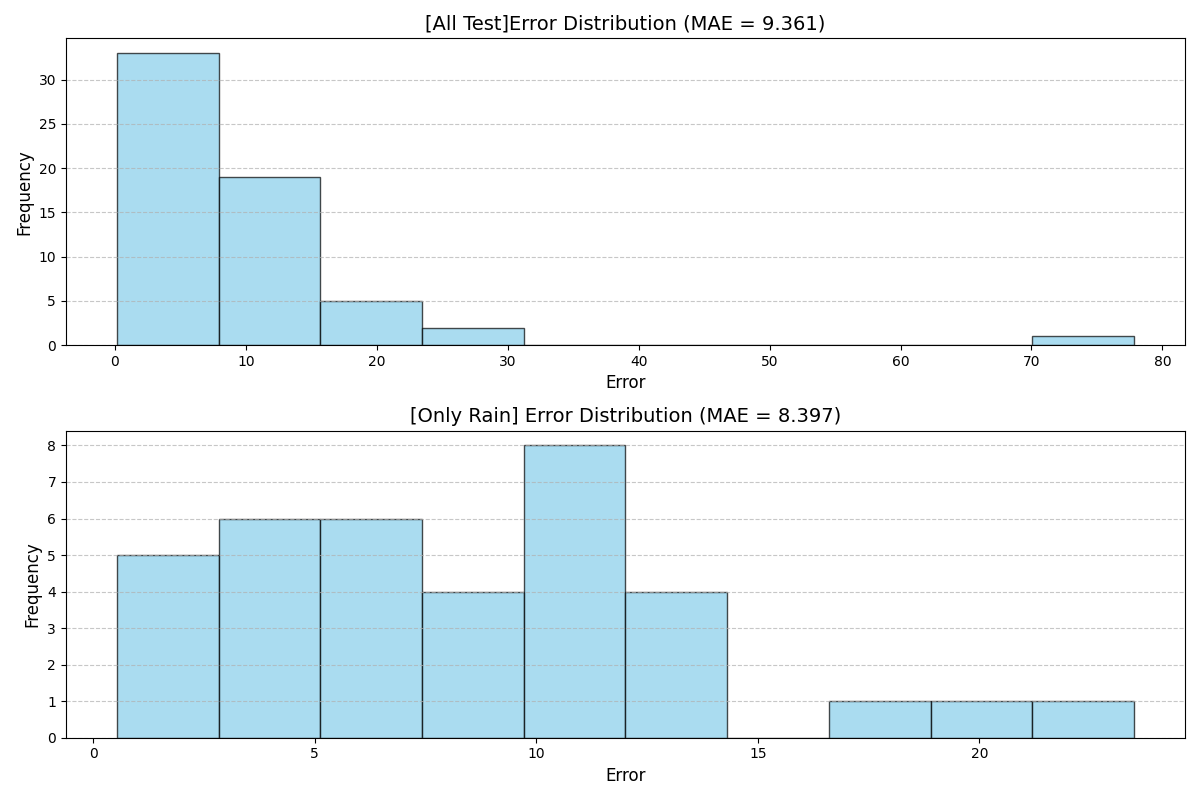 [All Test]Error Distribution (MAE = 9.361)
Frequency
30
25
20
15
10
5
0
0 10 20 30 40 50 60 70 80
Error
[Only Rain] Error Distribution (MAE = 8.397)
Frequency
8
7
6
5
4
3
2
1
0
0 5 10 15 20
Error